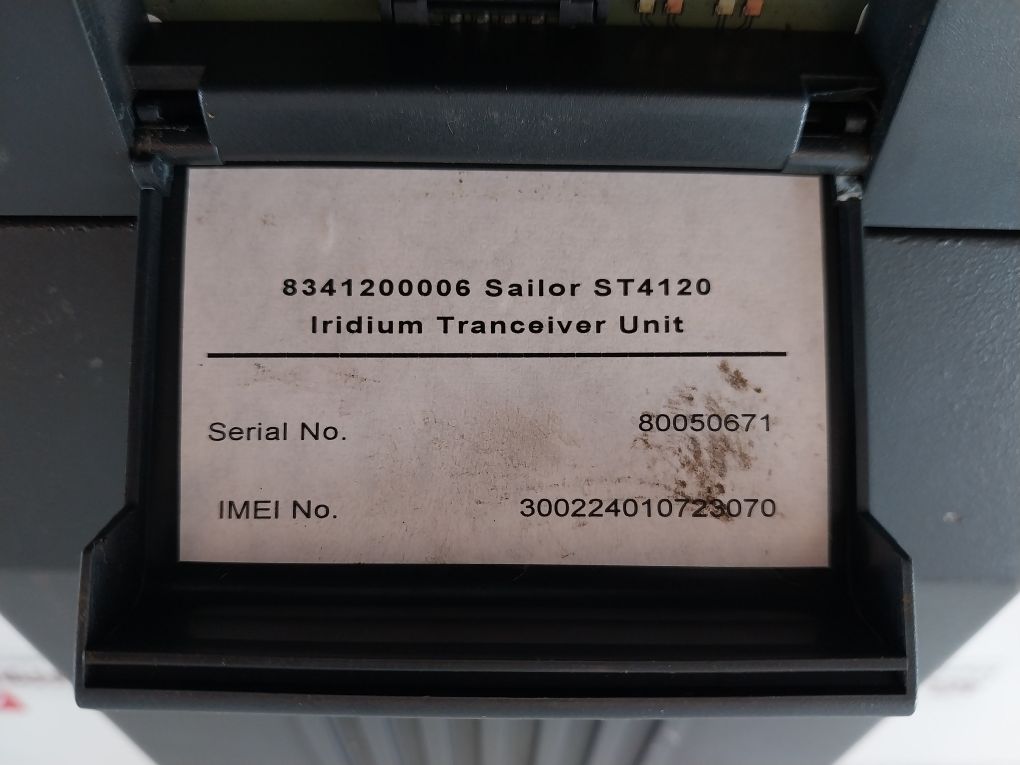 8341200006 Sailor ST4120
Iridium Tranceiver Unit
Serial No. 80050671
IMEI No. 300224010723070